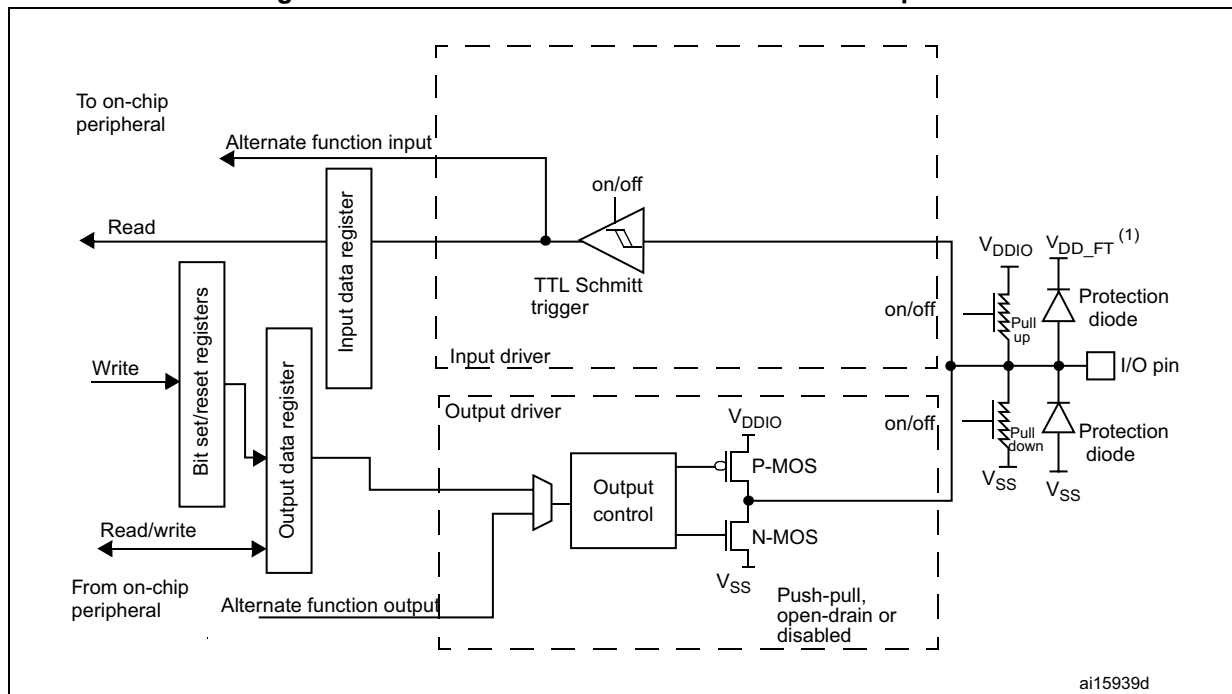 To on-chip
peripheral
Alternate function input
on/off
Read
Input data register
TTL Schmitt
trigger
Input driver
V_DDIO
V_DD_FT (1)
on/off
Pull
up
Protection
diode
I/O pin
Write
Bit set/reset registers
Output data register
Read/write
From on-chip
peripheral
Alternate function output
Output driver
V_DDIO
on/off
P-MOS
Output
control
N-MOS
V_SS
Push-pull,
open-drain or
disabled
Pull
down
V_SS
Protection
diode
V_SS
ai15939d